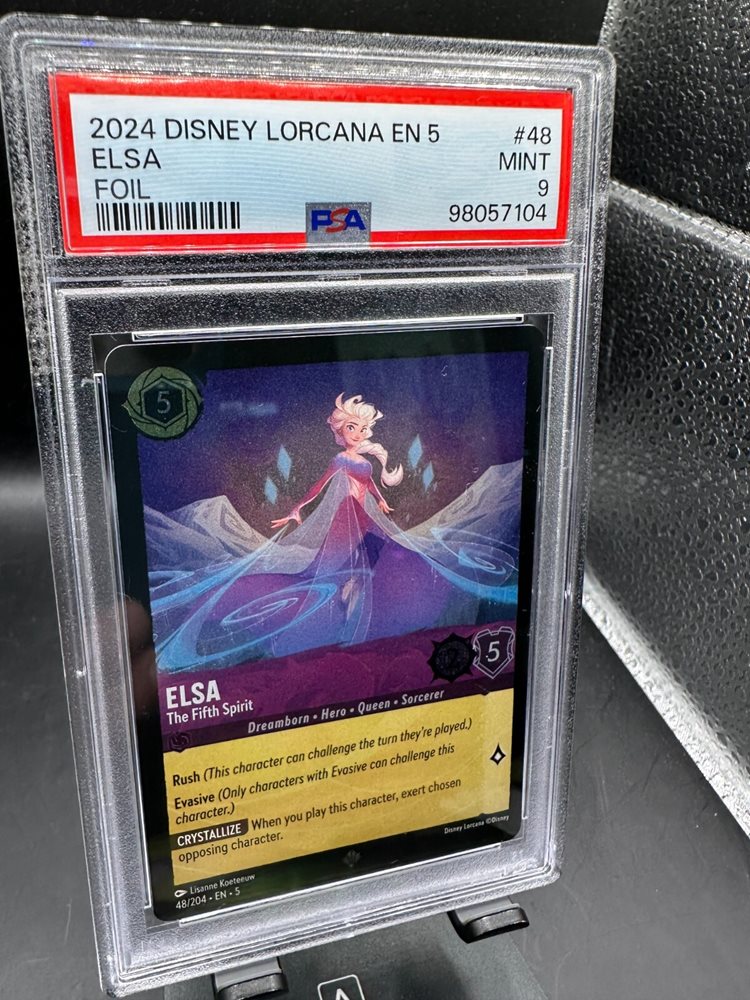 2024 DISNEY LORCANA EN 5 #48
ELSA MINT
FOIL 9
PSA 98057104
5
2 5
ELSA
The Fifth Spirit
Dreamborn • Hero • Queen • Sorcerer
Rush (This character can challenge the turn they're played.)
Evasive (Only characters with Evasive can challenge this
character.)
CRYSTALLIZE When you play this character, exert chosen
opposing character.
Disney Lorcana ©Disney
Lisanne Koeteeuw
48/204 • EN • 5